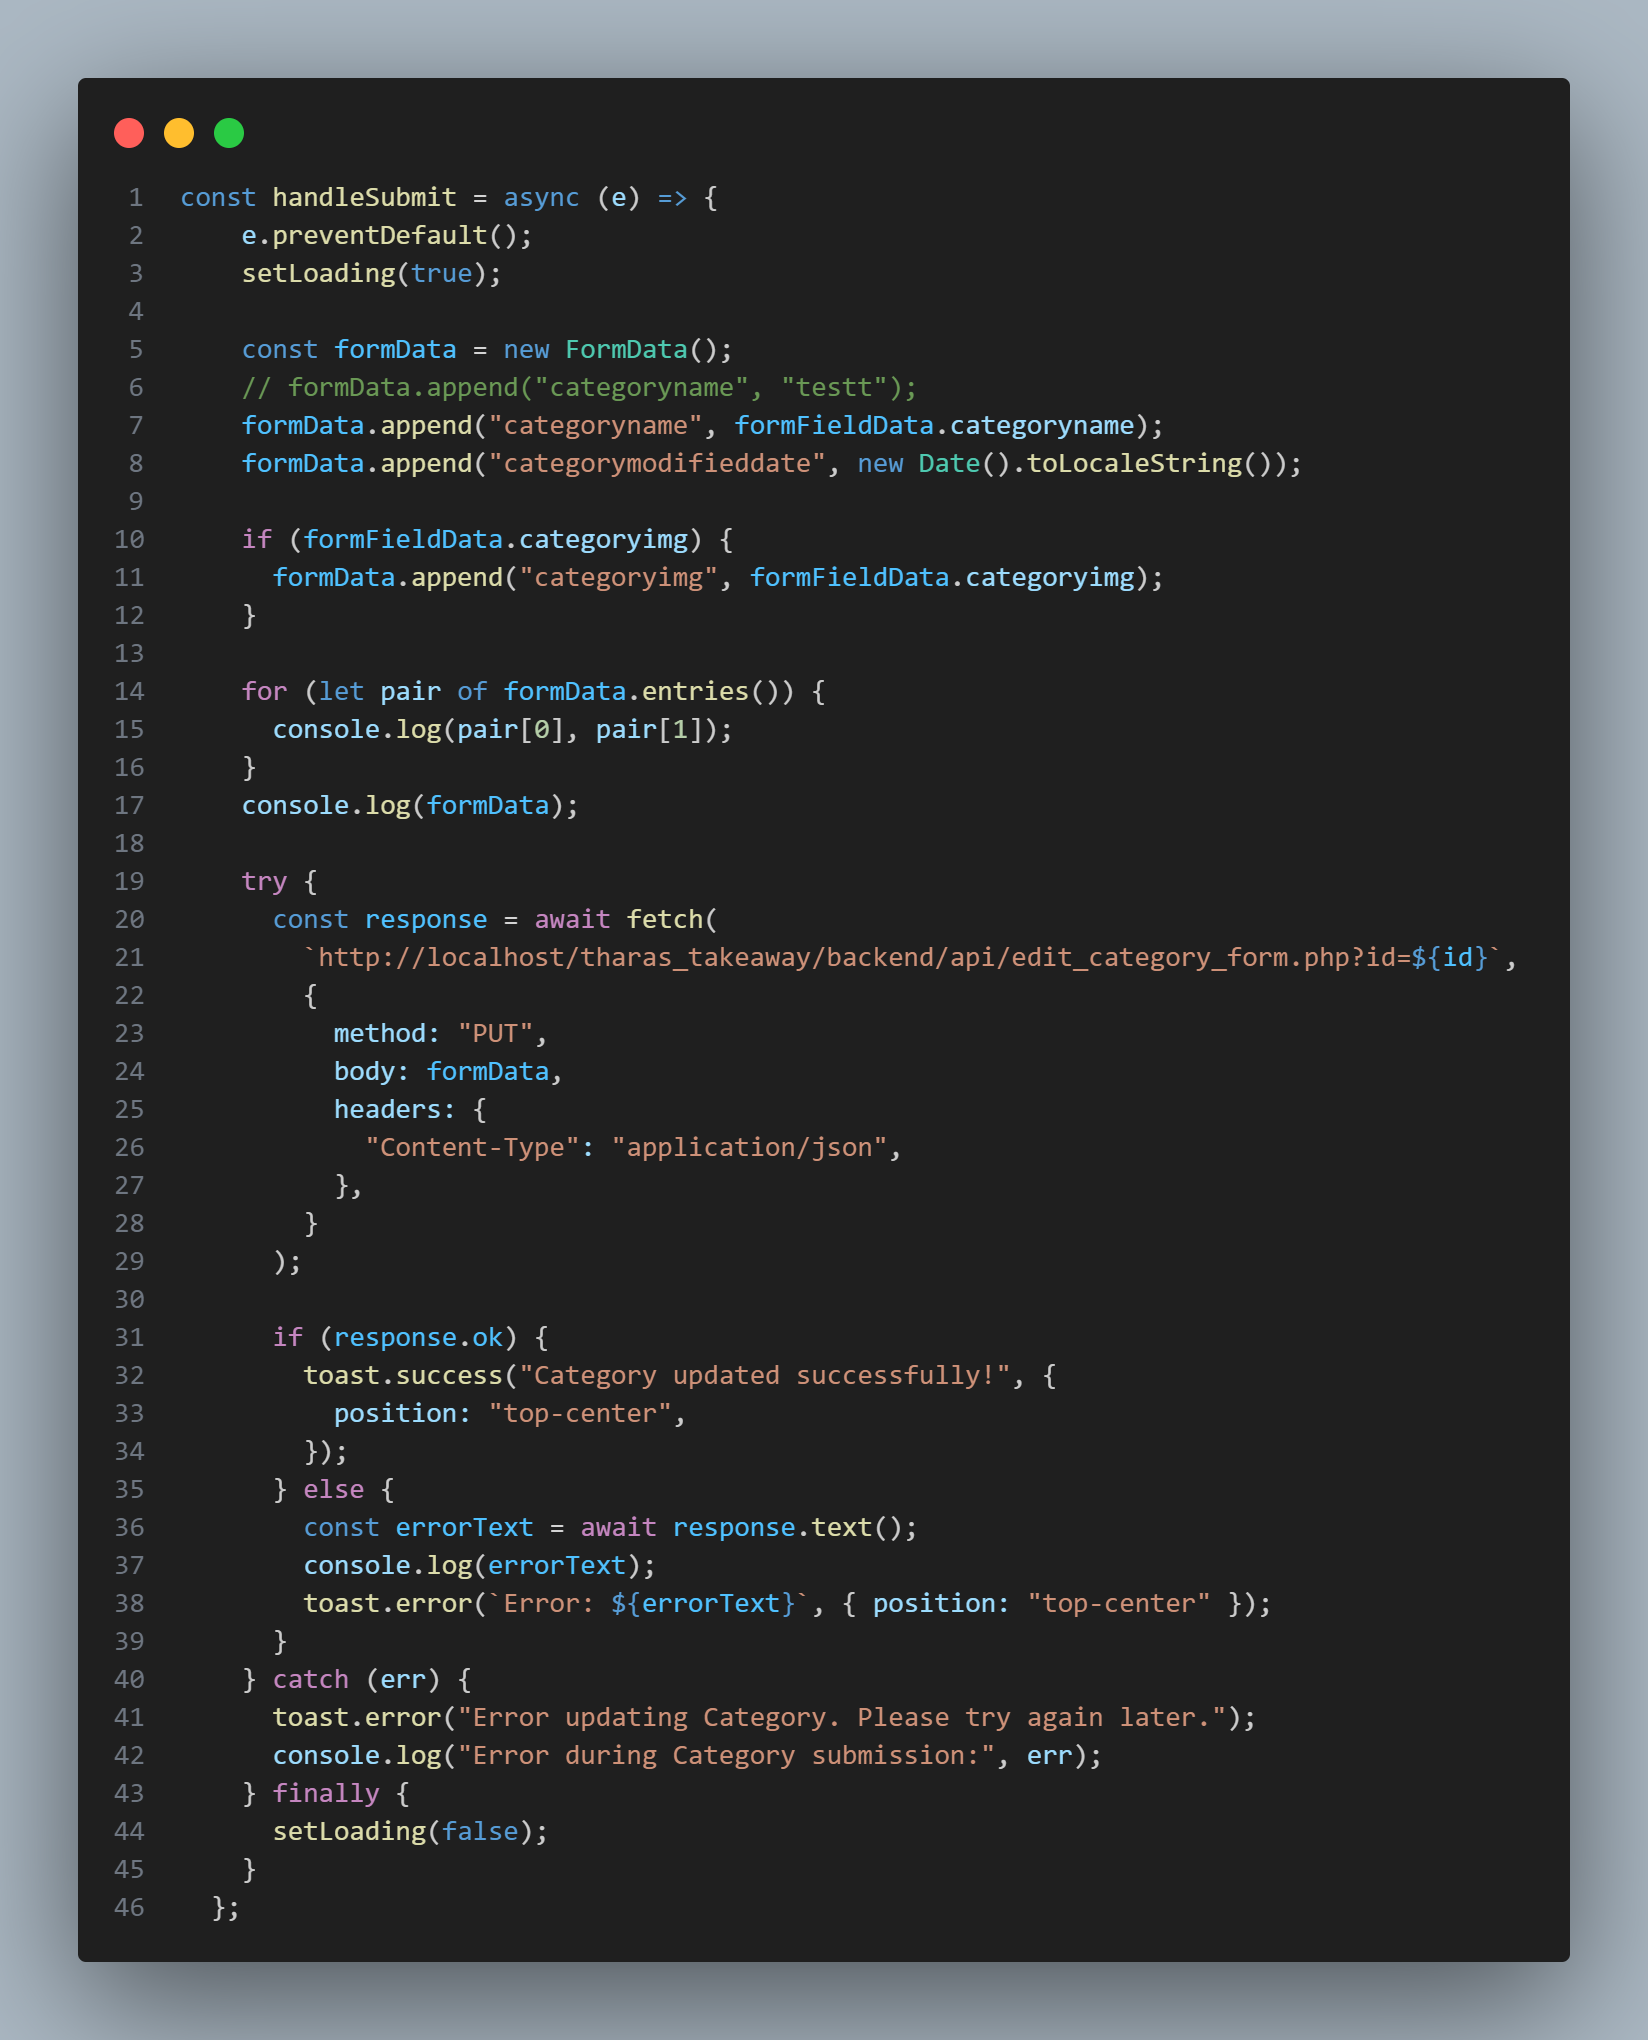 1 const handleSubmit = async (e) => {
2     e.preventDefault();
3     setLoading(true);
4
5     const formData = new FormData();
6     // formData.append("categoryname", "testt");
7     formData.append("categoryname", formFieldData.categoryname);
8     formData.append("categorymodifieddate", new Date().toLocaleString());
9
10     if (formFieldData.categoryimg) {
11       formData.append("categoryimg", formFieldData.categoryimg);
12     }
13
14     for (let pair of formData.entries()) {
15       console.log(pair[0], pair[1]);
16     }
17     console.log(formData);
18
19     try {
20       const response = await fetch(
21         `http://localhost/tharas_takeaway/backend/api/edit_category_form.php?id=${id}`,
22         {
23           method: "PUT",
24           body: formData,
25           headers: {
26             "Content-Type": "application/json",
27           },
28         }
29       );
30
31       if (response.ok) {
32         toast.success("Category updated successfully!", {
33           position: "top-center",
34         });
35       } else {
36         const errorText = await response.text();
37         console.log(errorText);
38         toast.error(`Error: ${errorText}`, { position: "top-center" });
39       }
40     } catch (err) {
41       toast.error("Error updating Category. Please try again later.");
42       console.log("Error during Category submission:", err);
43     } finally {
44       setLoading(false);
45     }
46   };